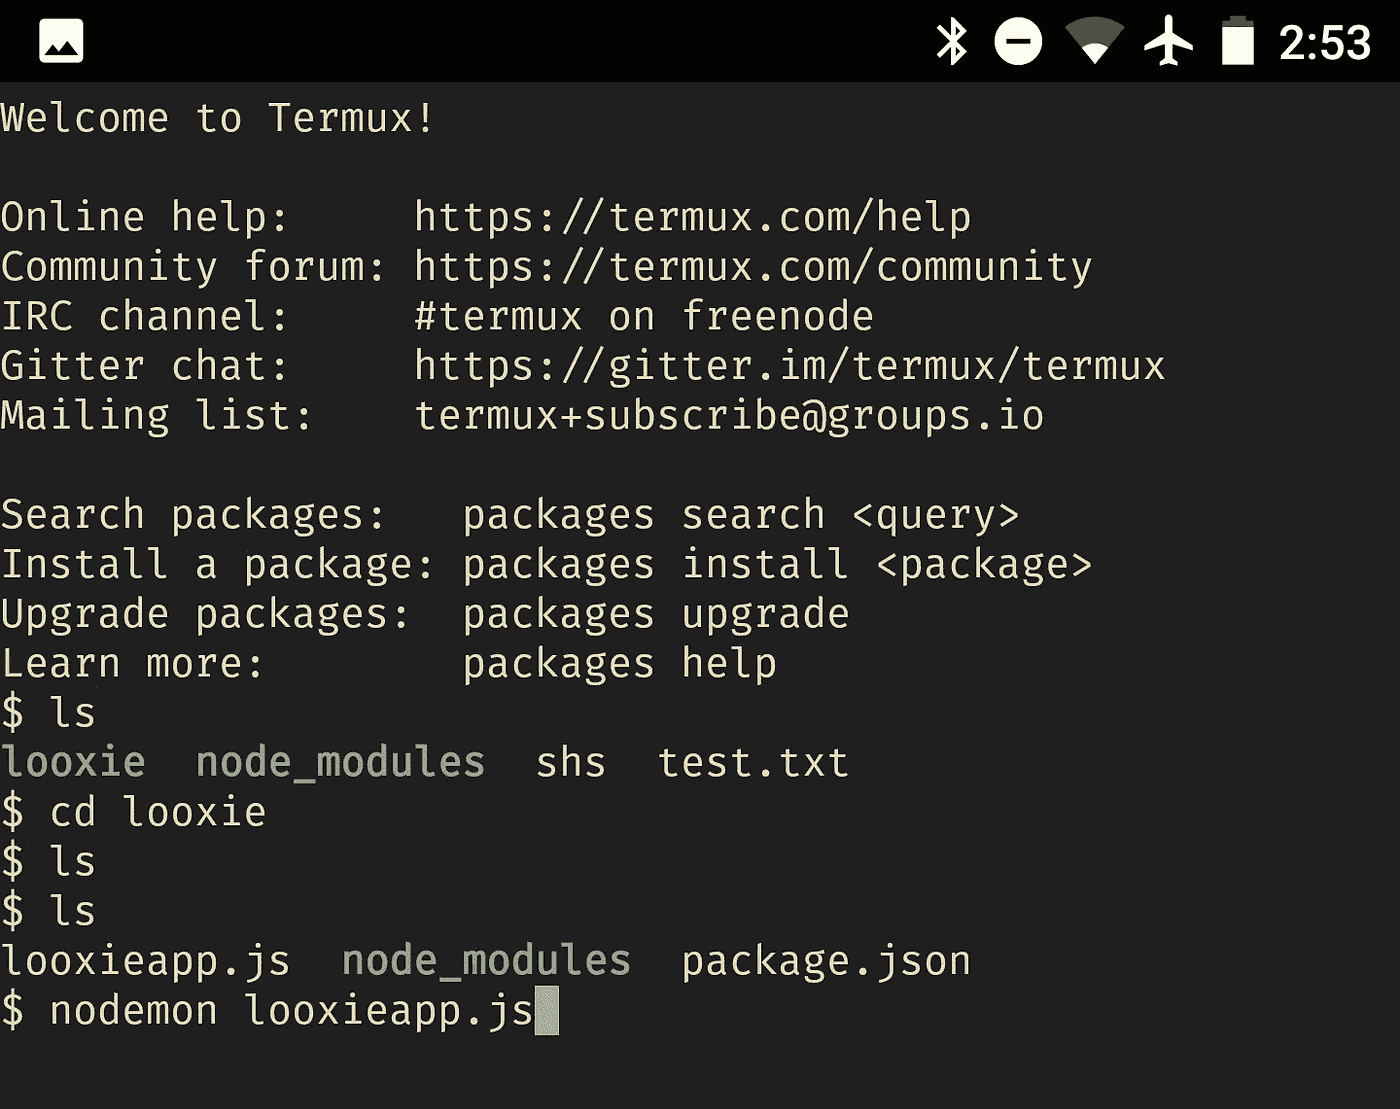 2:53
Welcome to Termux!
Online help:      https://termux.com/help
Community forum: https://termux.com/community
IRC channel:     #termux on freenode
Gitter chat:     https://gitter.im/termux/termux
Mailing list:    termux+subscribe@groups.io
Search packages:   packages search <query>
Install a package: packages install <package>
Upgrade packages:  packages upgrade
Learn more:        packages help
$ ls
looxie  node_modules  shs  test.txt
$ cd looxie
$ ls
$ ls
looxieapp.js  node_modules  package.json
$ nodemon looxieapp.js